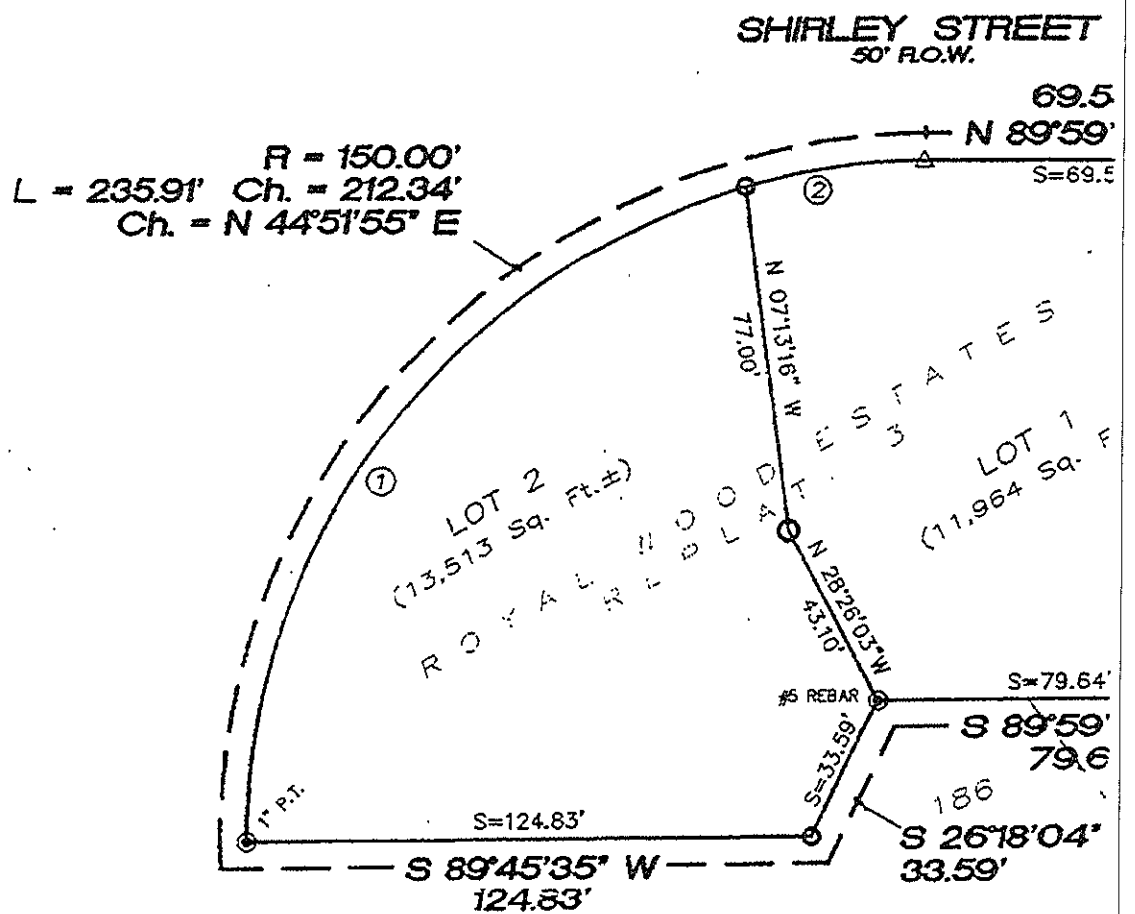 SHIRLEY STREET
50' R.O.W.
69.5
N 89°59'
S=69.5
R = 150.00'
L = 235.91' Ch. = 212.34'
Ch. = N 44°51'55" E
②
N 07°13'16" W
77.00'
①
LOT 2
(13,513 Sq. Ft.±)
LOT 1
(11,964 Sq. F
ROYAL WOOD ESTATES
REPLAT 3
N 28°26'03" W
43.10'
#5 REBAR
S=79.64'
S 89°59'
79.6
S=33.59'
186
S 26°18'04"
33.59'
1" P.T.
S=124.83'
S 89°45'35" W
124.83'